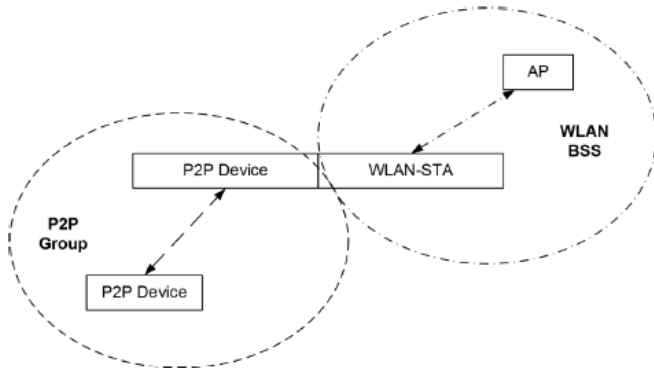 AP
WLAN
BSS
P2P Device
WLAN-STA
P2P
Group
P2P Device